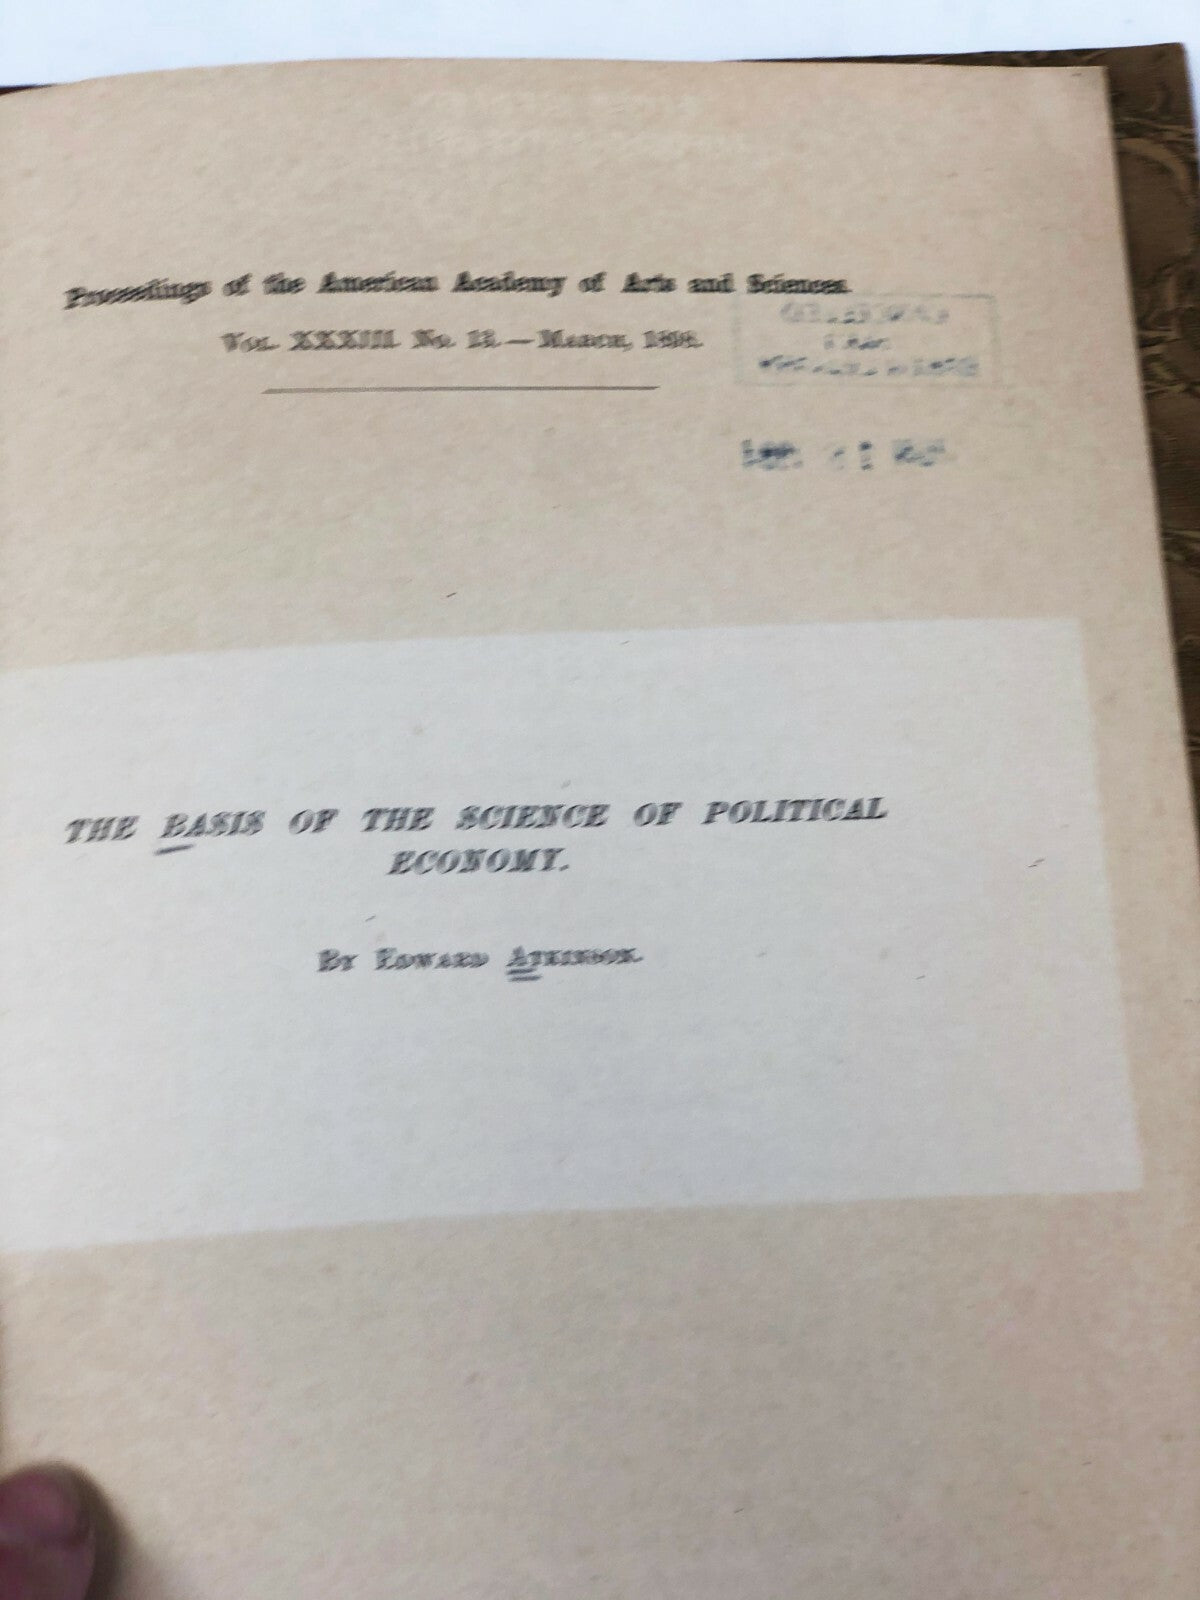 Proceedings of the American Academy of Arts and Sciences.
Vol. XXXIII. No. 13. — March, 1898.
THE BASIS OF THE SCIENCE OF POLITICAL
ECONOMY.
By Edward Atkinson.